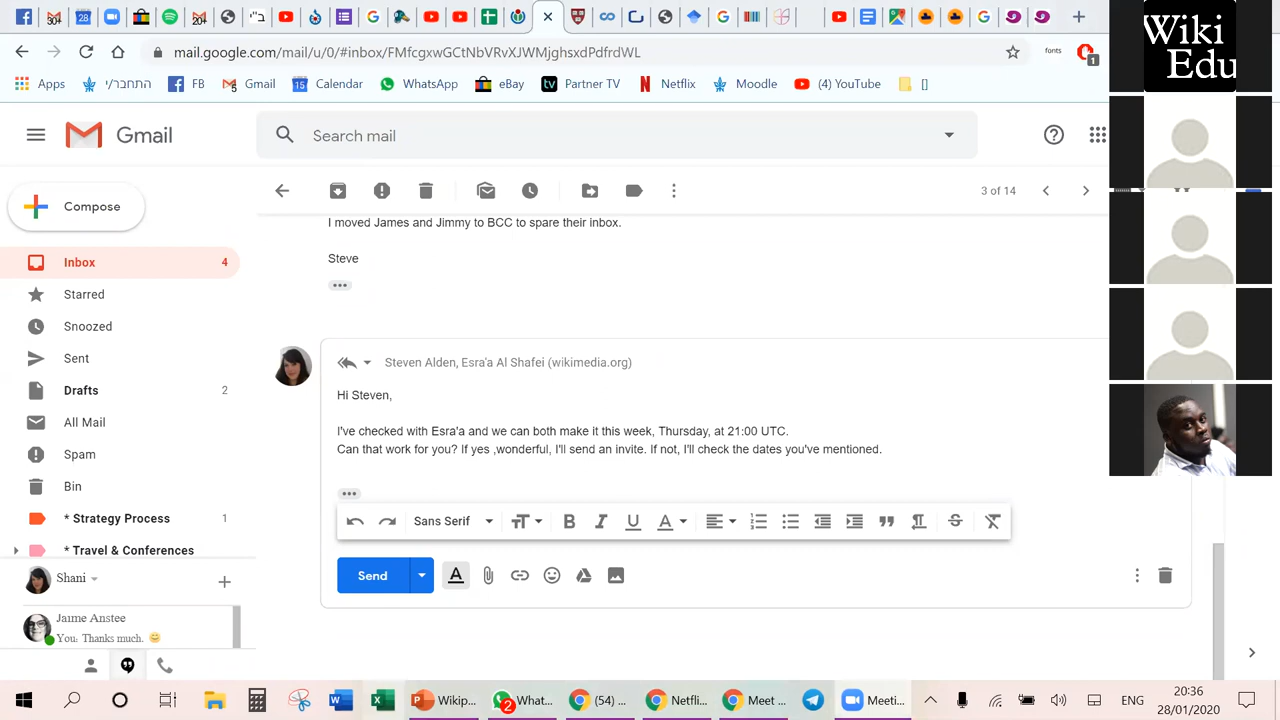 mail.google.com/mail/u/0/#inbox/
fonts
1
Apps
FB
Gmail
Calendar
WhatsApp
eBay
Partner TV
Netflix
Moodle
(4) YouTube
[]
Wiki
Edu
Gmail
Search mail
Compose
3 of 14
I moved James and Jimmy to BCC to spare their inbox.
Inbox 4
Steve
Starred
Snoozed
Sent
Drafts 2
All Mail
Spam
Bin
* Strategy Process 1
* Travel & Conferences
Steven Alden, Esra'a Al Shafei (wikimedia.org)
Hi Steven,
I've checked with Esra'a and we can both make it this week, Thursday, at 21:00 UTC.
Can that work for you? If yes ,wonderful, I'll send an invite. If not, I'll check the dates you've mentioned.
Sans Serif
Send
Shani
Jaime Anstee
You: Thanks much.
Wikip...
2
What...
(54) ...
Netfli...
Meet ...
Meeti...
ENG
20:36
28/01/2020